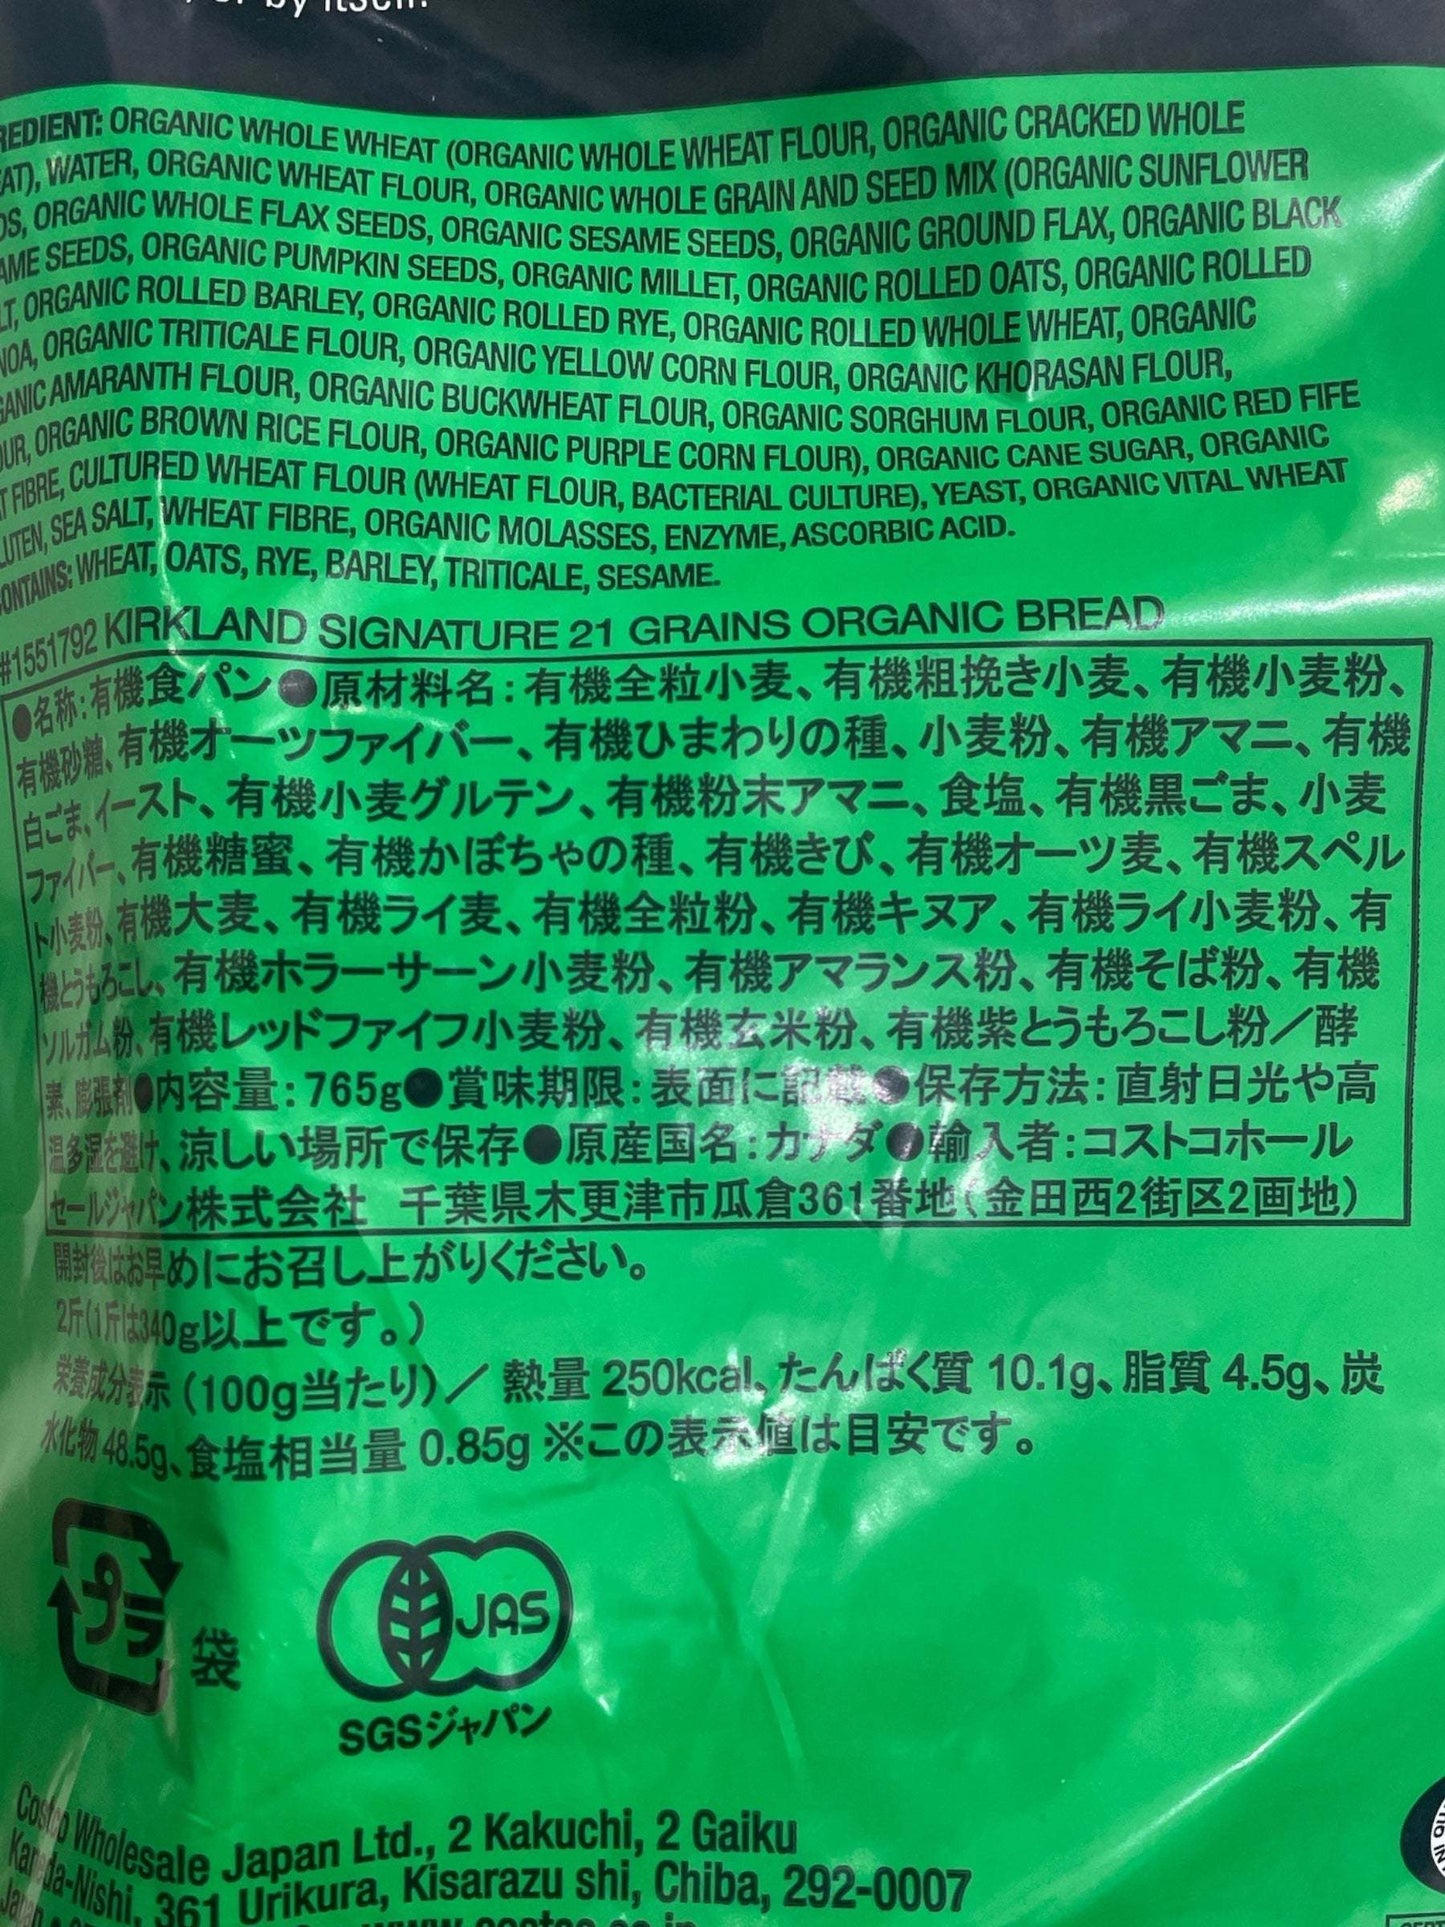 or by itself.
REDIENT: ORGANIC WHOLE WHEAT (ORGANIC WHOLE WHEAT FLOUR, ORGANIC CRACKED WHOLE
EAT), WATER, ORGANIC WHEAT FLOUR, ORGANIC WHOLE GRAIN AND SEED MIX (ORGANIC SUNFLOWER
DS, ORGANIC WHOLE FLAX SEEDS, ORGANIC SESAME SEEDS, ORGANIC GROUND FLAX, ORGANIC BLACK
AME SEEDS, ORGANIC PUMPKIN SEEDS, ORGANIC MILLET, ORGANIC ROLLED OATS, ORGANIC ROLLED
LT, ORGANIC ROLLED BARLEY, ORGANIC ROLLED RYE, ORGANIC ROLLED WHOLE WHEAT, ORGANIC
NOA, ORGANIC TRITICALE FLOUR, ORGANIC YELLOW CORN FLOUR, ORGANIC KHORASAN FLOUR,
GANIC AMARANTH FLOUR, ORGANIC BUCKWHEAT FLOUR, ORGANIC SORGHUM FLOUR, ORGANIC RED FIFE
OUR, ORGANIC BROWN RICE FLOUR, ORGANIC PURPLE CORN FLOUR), ORGANIC CANE SUGAR, ORGANIC
T FIBRE, CULTURED WHEAT FLOUR (WHEAT FLOUR, BACTERIAL CULTURE), YEAST, ORGANIC VITAL WHEAT
LUTEN, SEA SALT, WHEAT FIBRE, ORGANIC MOLASSES, ENZYME, ASCORBIC ACID.
CONTAINS: WHEAT, OATS, RYE, BARLEY, TRITICALE, SESAME.
#1551792 KIRKLAND SIGNATURE 21 GRAINS ORGANIC BREAD
●名称:有機食パン●原材料名:有機全粒小麦、有機粗挽き小麦、有機小麦粉、
有機砂糖、有機オーツファイバー、有機ひまわりの種、小麦粉、有機アマニ、有機
白ごま、イースト、有機小麦グルテン、有機粉末アマニ、食塩、有機黒ごま、小麦
ファイバー、有機糖蜜、有機かぼちゃの種、有機きび、有機オーツ麦、有機スペル
ト小麦粉、有機大麦、有機ライ麦、有機全粒粉、有機キヌア、有機ライ小麦粉、有
機とうもろこし、有機ホラーサーン小麦粉、有機アマランス粉、有機そば粉、有機
ソルガム粉、有機レッドファイフ小麦粉、有機玄米粉、有機紫とうもろこし粉／酵
素、膨張剤●内容量:765g●賞味期限:表面に記載●保存方法:直射日光や高
温多湿を避け、涼しい場所で保存●原産国名:カナダ●輸入者:コストコホール
セールジャパン株式会社 千葉県木更津市瓜倉361番地(金田西2街区2画地)
開封後はお早めにお召し上がりください。
2斤(1斤は340g以上です。)
栄養成分表示(100g当たり)／熱量 250kcal、たんぱく質 10.1g、脂質 4.5g、炭
水化物 48.5g、食塩相当量 0.85g ※この表示値は目安です。
プラ
袋
JAS
SGSジャパン
Costco Wholesale Japan Ltd., 2 Kakuchi, 2 Gaiku
Kaneda-Nishi, 361 Urikura, Kisarazu shi, Chiba, 292-0007